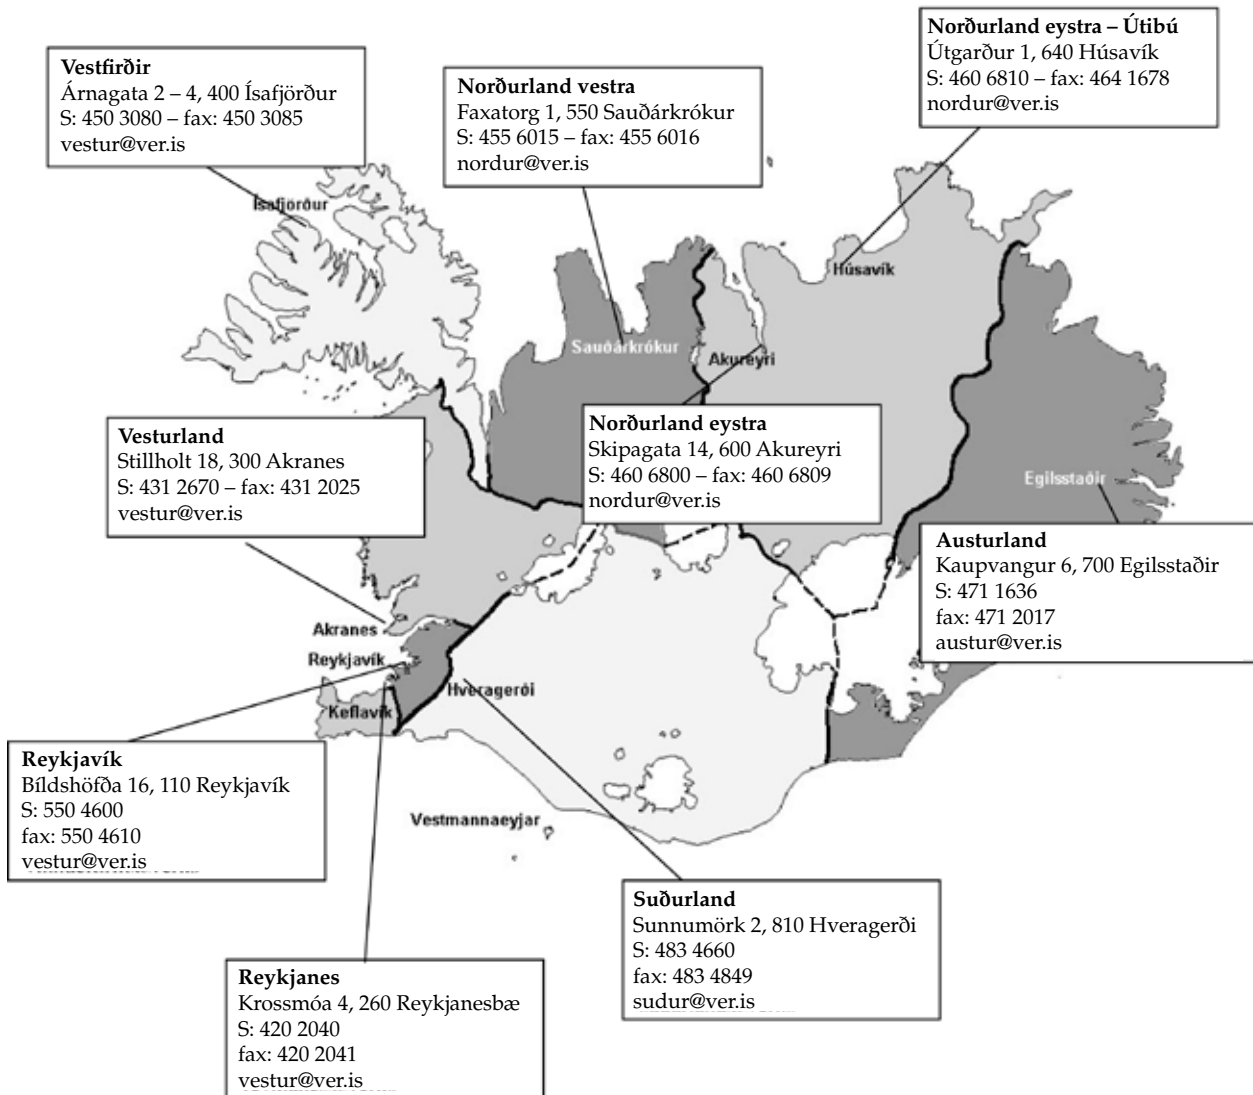 Norðurland eystra – Útibú
Útgarður 1, 640 Húsavík
S: 460 6810 – fax: 464 1678
nordur@ver.is
Vestfirðir
Árnagata 2 – 4, 400 Ísafjörður
S: 450 3080 – fax: 450 3085
vestur@ver.is
Norðurland vestra
Faxatorg 1, 550 Sauðárkrókur
S: 455 6015 – fax: 455 6016
nordur@ver.is
Ísafjörður
Húsavík
Sauðárkrókur
Akureyri
Norðurland eystra
Skipagata 14, 600 Akureyri
S: 460 6800 – fax: 460 6809
nordur@ver.is
Vesturland
Stillholt 18, 300 Akranes
S: 431 2670 – fax: 431 2025
vestur@ver.is
Egilsstaðir
Austurland
Kaupvangur 6, 700 Egilsstaðir
S: 471 1636
fax: 471 2017
austur@ver.is
Akranes
Reykjavík
Hveragerði
Keflavík
Reykjavík
Bíldshöfða 16, 110 Reykjavík
S: 550 4600
fax: 550 4610
vestur@ver.is
Vestmannaeyjar
Suðurland
Sunnumörk 2, 810 Hveragerði
S: 483 4660
fax: 483 4849
sudur@ver.is
Reykjanes
Krossmóa 4, 260 Reykjanesbæ
S: 420 2040
fax: 420 2041
vestur@ver.is